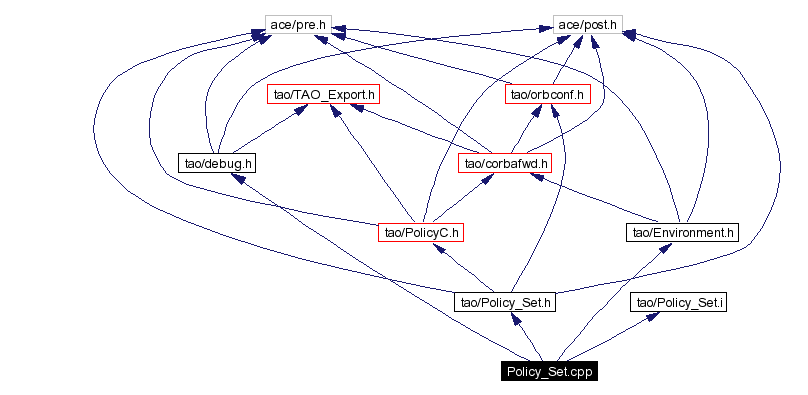 ace/pre.h
ace/post.h
tao/TAO_Export.h
tao/orbconf.h
tao/debug.h
tao/corbafwd.h
tao/PolicyC.h
tao/Environment.h
tao/Policy_Set.h
tao/Policy_Set.i
Policy_Set.cpp